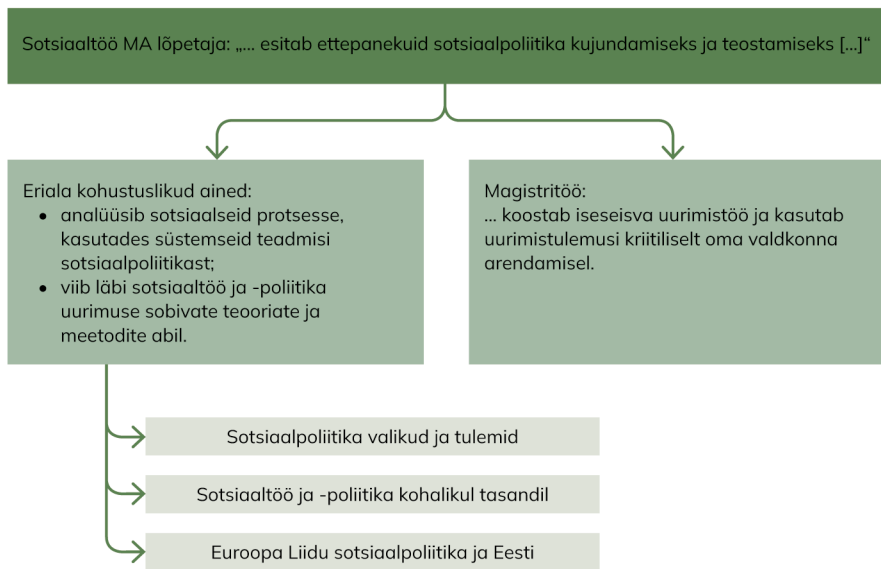 Sotsiaaltöö MA lõpetaja: „... esitab ettepanekuid sotsiaalpoliitika kujundamiseks ja teostamiseks [...]“
Eriala kohustuslikud ained:
• analüüsib sotsiaalseid protsesse,
kasutades süstemseid teadmisi
sotsiaalpoliitikast;
• viib läbi sotsiaaltöö ja -poliitika
uurimuse sobivate teooriate ja
meetodite abil.
Magistritöö:
... koostab iseseisva uurimistöö ja kasutab
uurimistulemusi kriitiliselt oma valdkonna
arendamisel.
Sotsiaalpoliitika valikud ja tulemid
Sotsiaaltöö ja -poliitika kohalikul tasandil
Euroopa Liidu sotsiaalpoliitika ja Eesti